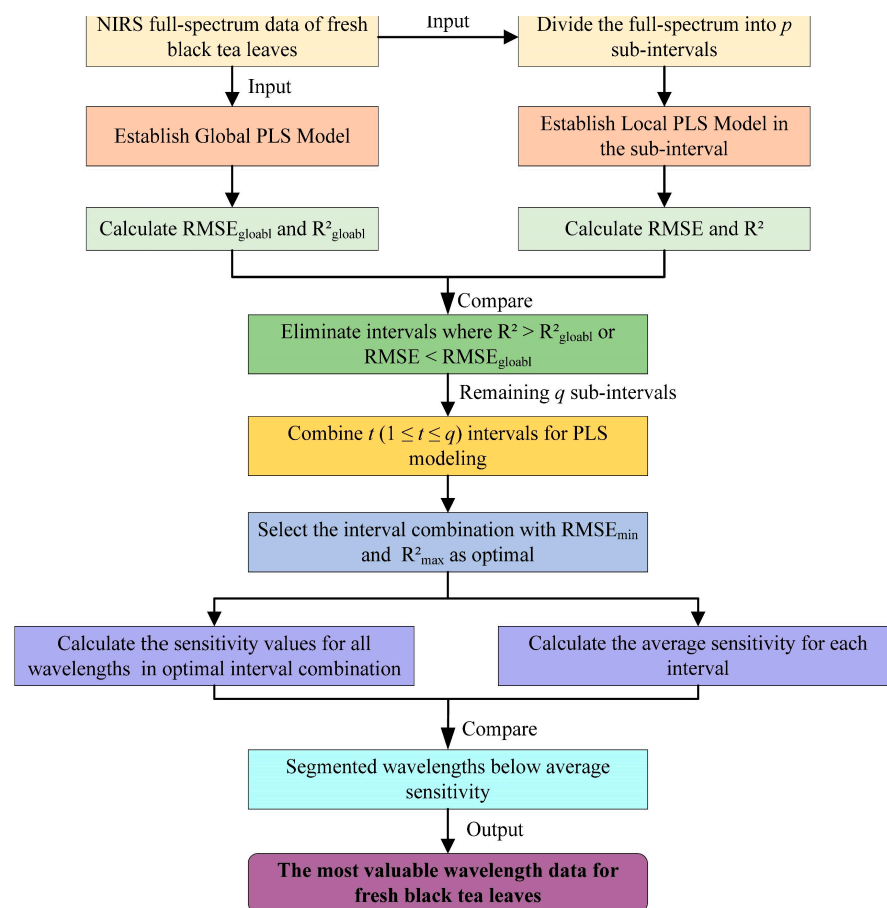 NIRS full-spectrum data of fresh
black tea leaves
Input
Divide the full-spectrum into p
sub-intervals
Input
Establish Global PLS Model
Establish Local PLS Model in
the sub-interval
Calculate RMSEgloabl and R²gloabl
Calculate RMSE and R²
Compare
Eliminate intervals where R² > R²gloabl or
RMSE < RMSEgloabl
Remaining q sub-intervals
Combine t (1 ≤ t ≤ q) intervals for PLS
modeling
Select the interval combination with RMSEmin
and R²max as optimal
Calculate the sensitivity values for all
wavelengths in optimal interval combination
Calculate the average sensitivity for each
interval
Compare
Segmented wavelengths below average
sensitivity
Output
The most valuable wavelength data for
fresh black tea leaves